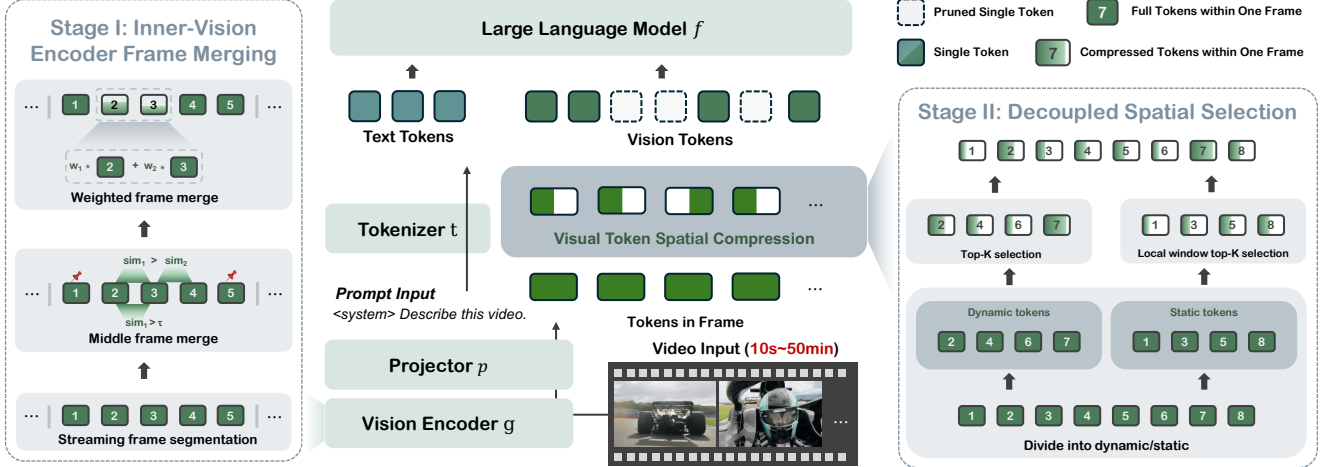 Stage I: Inner-Vision
Encoder Frame Merging
... 1 2 3 4 5 ...
w₁ * 2 + w₂ * 3
Weighted frame merge
sim₁ > sim₂
... 1 2 3 4 5 ...
sim₁ > τ
Middle frame merge
... 1 2 3 4 5 ...
Streaming frame segmentation
Large Language Model f
Text Tokens
Vision Tokens
Tokenizer t
...
Visual Token Spatial Compression
Prompt Input
<system> Describe this video.
...
Tokens in Frame
Projector p
Video Input (10s~50min)
Vision Encoder g
...
Pruned Single Token
7 Full Tokens within One Frame
Single Token
7 Compressed Tokens within One Frame
Stage II: Decoupled Spatial Selection
1 2 3 4 5 6 7 8
2 4 6 7
Top-K selection
1 3 5 8
Local window top-K selection
Dynamic tokens
2 4 6 7
Static tokens
1 3 5 8
1 2 3 4 5 6 7 8
Divide into dynamic/static